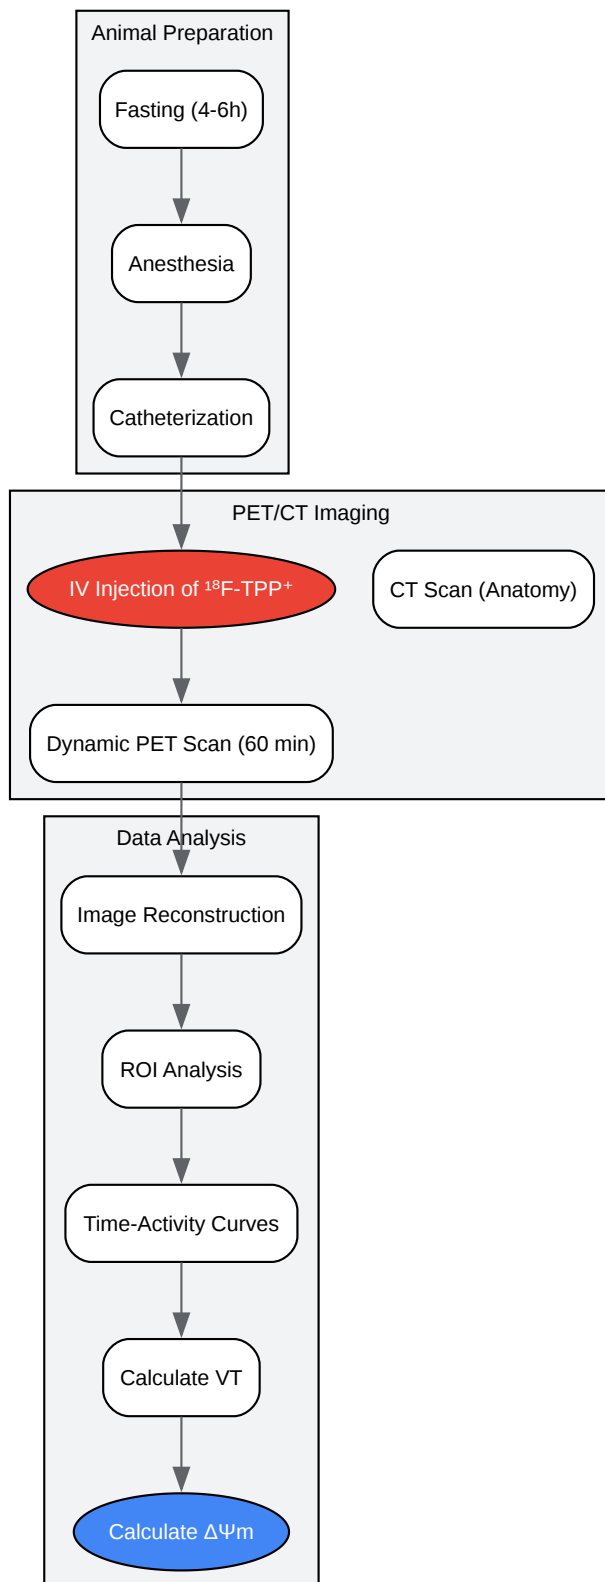 Animal Preparation
Fasting (4-6h)
Anesthesia
Catheterization
PET/CT Imaging
IV Injection of ¹⁸F-TPP⁺
CT Scan (Anatomy)
Dynamic PET Scan (60 min)
Data Analysis
Image Reconstruction
ROI Analysis
Time-Activity Curves
Calculate VT
Calculate ΔΨm